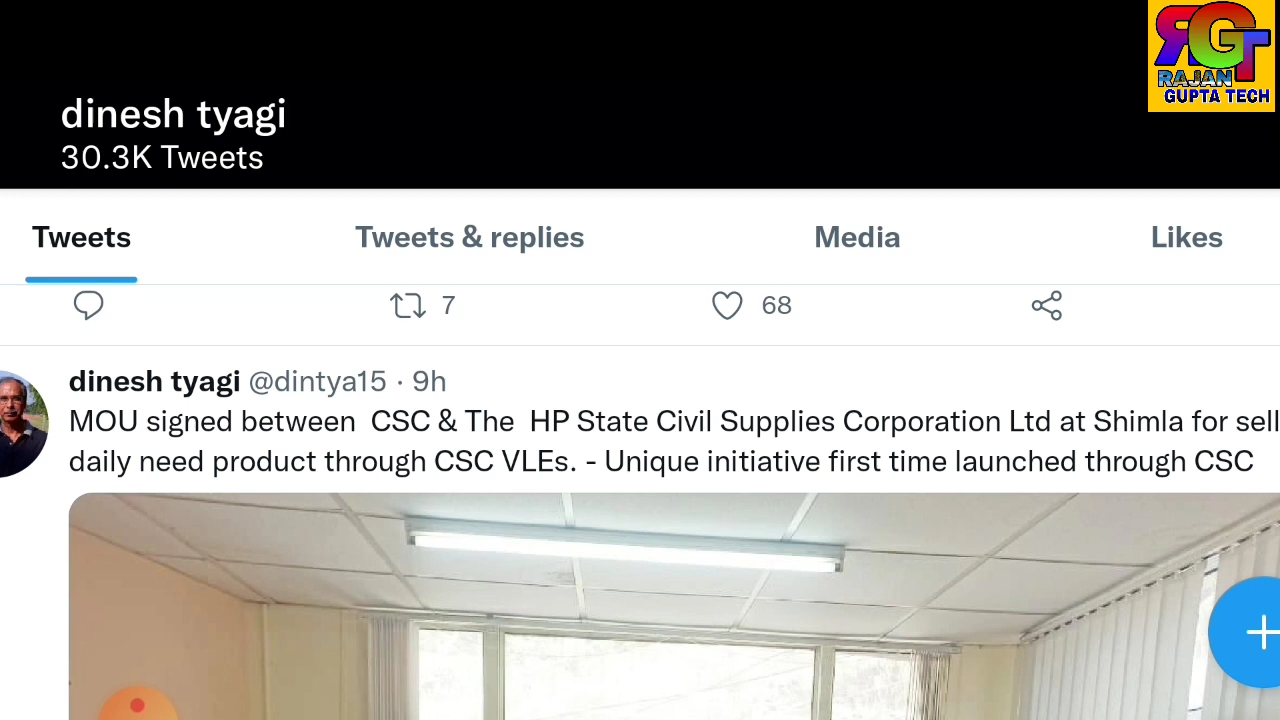 RGT
RAJAN
GUPTA TECH
dinesh tyagi
30.3K Tweets
Tweets
Tweets & replies
Media
Likes
7
68
dinesh tyagi @dintya15 · 9h
MOU signed between CSC & The HP State Civil Supplies Corporation Ltd at Shimla for sell
daily need product through CSC VLEs. - Unique initiative first time launched through CSC